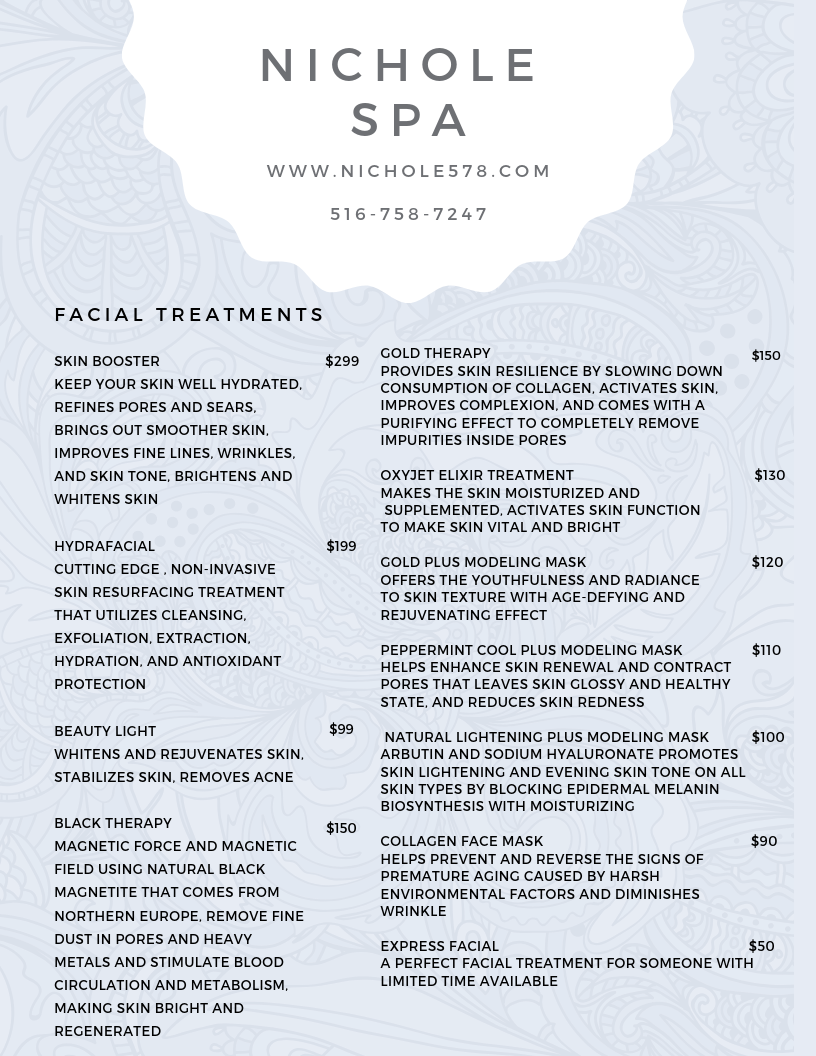 NICHOLE
SPA
WWW.NICHOLE578.COM
516-758-7247
FACIAL TREATMENTS
SKIN BOOSTER $299
KEEP YOUR SKIN WELL HYDRATED,
REFINES PORES AND SEARS,
BRINGS OUT SMOOTHER SKIN,
IMPROVES FINE LINES, WRINKLES,
AND SKIN TONE, BRIGHTENS AND
WHITENS SKIN
HYDRAFACIAL $199
CUTTING EDGE , NON-INVASIVE
SKIN RESURFACING TREATMENT
THAT UTILIZES CLEANSING,
EXFOLIATION, EXTRACTION,
HYDRATION, AND ANTIOXIDANT
PROTECTION
BEAUTY LIGHT $99
WHITENS AND REJUVENATES SKIN,
STABILIZES SKIN, REMOVES ACNE
BLACK THERAPY $150
MAGNETIC FORCE AND MAGNETIC
FIELD USING NATURAL BLACK
MAGNETITE THAT COMES FROM
NORTHERN EUROPE, REMOVE FINE
DUST IN PORES AND HEAVY
METALS AND STIMULATE BLOOD
CIRCULATION AND METABOLISM,
MAKING SKIN BRIGHT AND
REGENERATED
GOLD THERAPY $150
PROVIDES SKIN RESILIENCE BY SLOWING DOWN
CONSUMPTION OF COLLAGEN, ACTIVATES SKIN,
IMPROVES COMPLEXION, AND COMES WITH A
PURIFYING EFFECT TO COMPLETELY REMOVE
IMPURITIES INSIDE PORES
OXYJET ELIXIR TREATMENT $130
MAKES THE SKIN MOISTURIZED AND
SUPPLEMENTED, ACTIVATES SKIN FUNCTION
TO MAKE SKIN VITAL AND BRIGHT
GOLD PLUS MODELING MASK $120
OFFERS THE YOUTHFULNESS AND RADIANCE
TO SKIN TEXTURE WITH AGE-DEFYING AND
REJUVENATING EFFECT
PEPPERMINT COOL PLUS MODELING MASK $110
HELPS ENHANCE SKIN RENEWAL AND CONTRACT
PORES THAT LEAVES SKIN GLOSSY AND HEALTHY
STATE, AND REDUCES SKIN REDNESS
NATURAL LIGHTENING PLUS MODELING MASK $100
ARBUTIN AND SODIUM HYALURONATE PROMOTES
SKIN LIGHTENING AND EVENING SKIN TONE ON ALL
SKIN TYPES BY BLOCKING EPIDERMAL MELANIN
BIOSYNTHESIS WITH MOISTURIZING
COLLAGEN FACE MASK $90
HELPS PREVENT AND REVERSE THE SIGNS OF
PREMATURE AGING CAUSED BY HARSH
ENVIRONMENTAL FACTORS AND DIMINISHES
WRINKLE
EXPRESS FACIAL $50
A PERFECT FACIAL TREATMENT FOR SOMEONE WITH
LIMITED TIME AVAILABLE